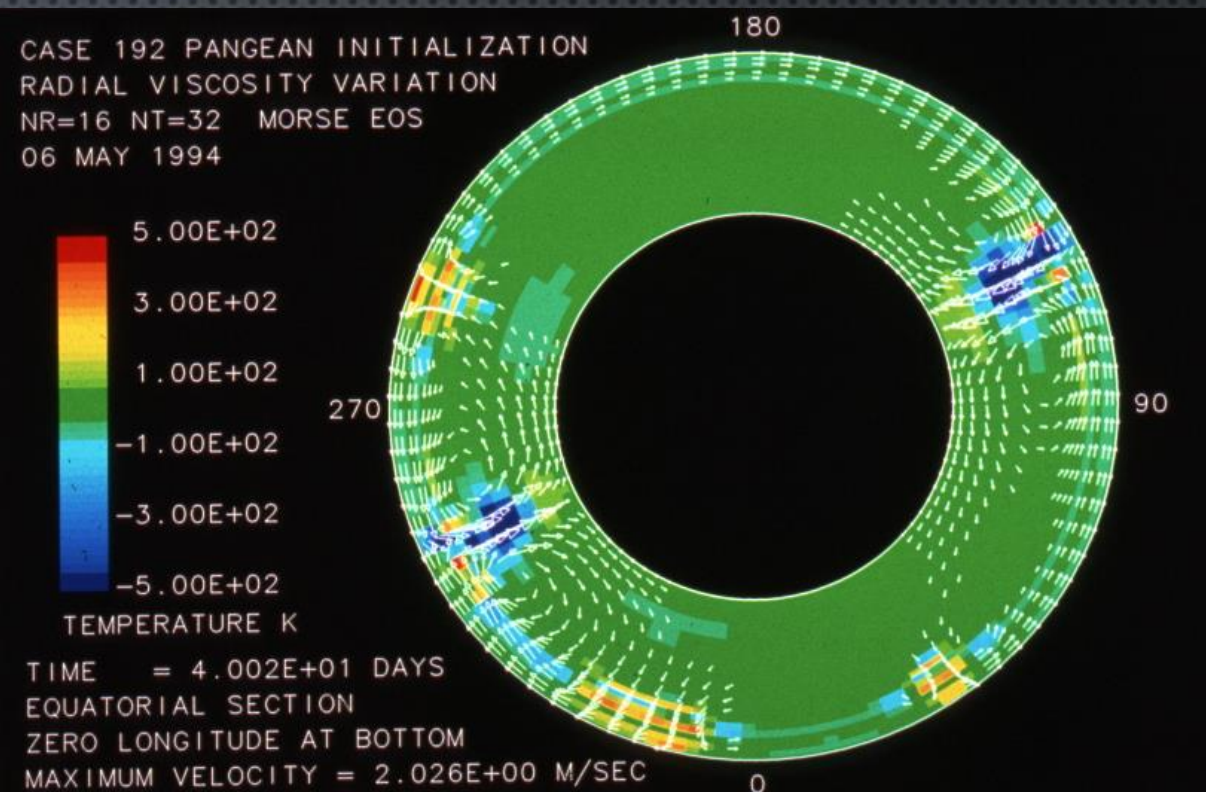 CASE 192 PANGEAN INITIALIZATION
RADIAL VISCOSITY VARIATION
NR=16 NT=32 MORSE EOS
06 MAY 1994
180
5.00E+02
3.00E+02
1.00E+02
270
90
-1.00E+02
-3.00E+02
-5.00E+02
TEMPERATURE K
TIME = 4.002E+01 DAYS
EQUATORIAL SECTION
ZERO LONGITUDE AT BOTTOM
MAXIMUM VELOCITY = 2.026E+00 M/SEC
0